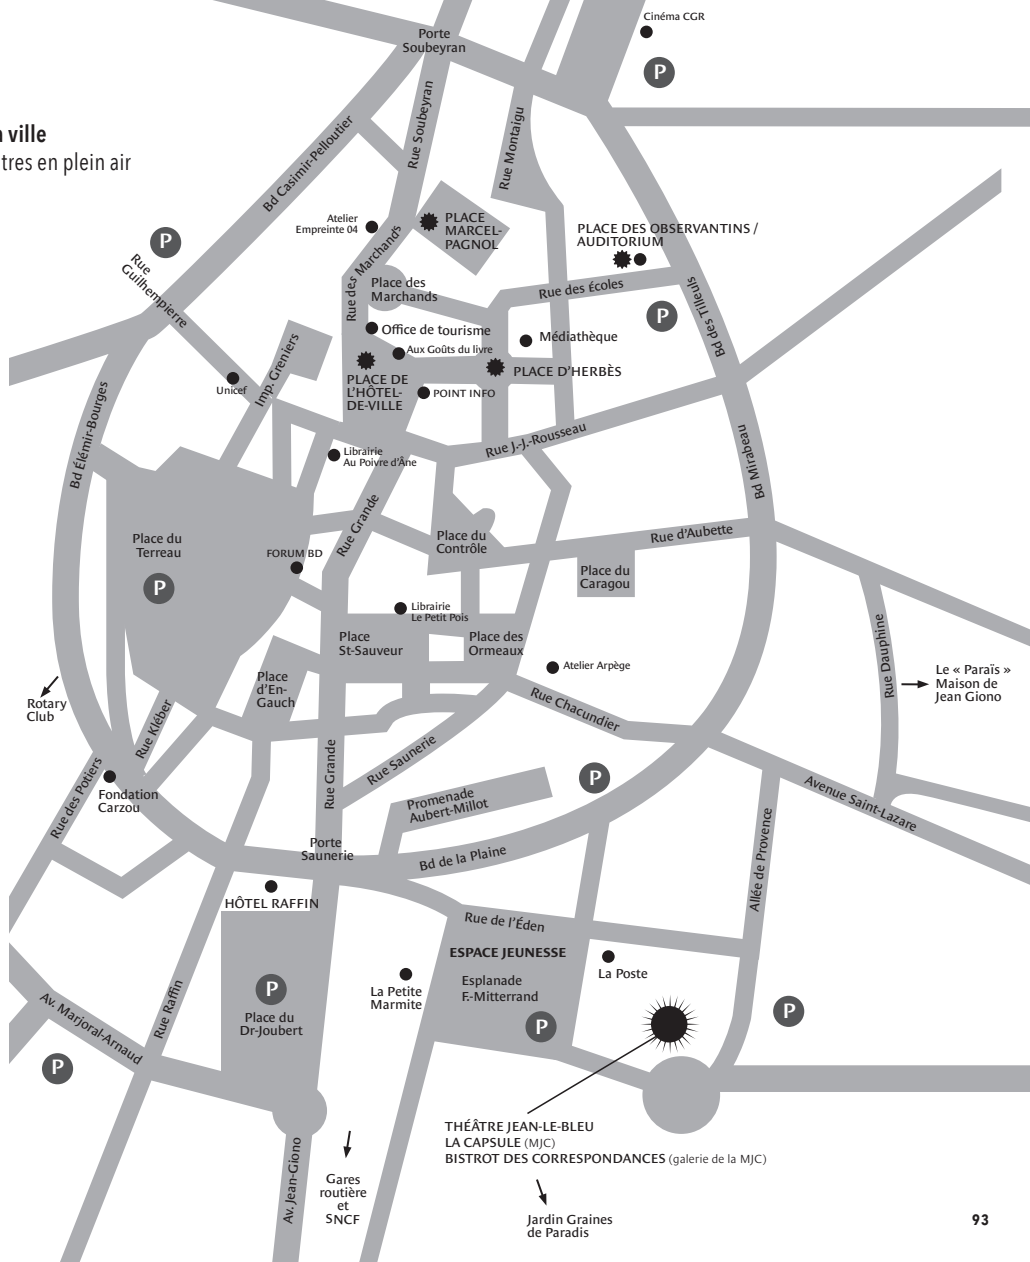 Cinéma CGR
P
Porte
Soubeyran
ville
tres en plein air
Bd Casimir-Pelloutier
Rue Soubeyran
Rue Montaigu
Atelier
Empreinte 04
PLACE
MARCEL-
PAGNOL
PLACE DES OBSERVANTINS /
AUDITORIUM
P
Rue
Guilhempierre
Rue des Marchands
Place des
Marchands
Rue des Écoles
P
Bd des Tilleuls
Office de tourisme
Aux Goûts du livre
Médiathèque
PLACE D'HERBÈS
PLACE DE
L'HÔTEL-
DE-VILLE
POINT INFO
Imp. Greniers
Unicef
Bd Élémir-Bourges
Librairie
Au Poivre d'Âne
Rue J.-J.-Rousseau
Bd Mirabeau
Rue Grande
Place du
Terreau
P
FORUM BD
Place du
Contrôle
Rue d'Aubette
Place du
Caragou
Librairie
Le Petit Pois
Place
St-Sauveur
Place des
Ormeaux
Atelier Arpège
Rue Dauphine
Le « Paraïs »
Maison de
Jean Giono
Rotary
Club
Place
d'En-
Gauch
Rue Chacundier
Rue Kléber
Rue Grande
Rue Saunerie
Rue des Potiers
Fondation
Carzou
Promenade
Aubert-Millot
P
Avenue Saint-Lazare
Allée de Provence
Porte
Saunerie
Bd de la Plaine
HÔTEL RAFFIN
Rue de l'Éden
ESPACE JEUNESSE
Esplanade
F.-Mitterrand
P
La Poste
La Petite
Marmite
P
Place du
Dr-Joubert
Rue Raffin
Av. Marjoral-Arnaud
P
P
THÉÂTRE JEAN-LE-BLEU
LA CAPSULE (MJC)
BISTROT DES CORRESPONDANCES (galerie de la MJC)
Av. Jean-Giono
Gares
routière
et
SNCF
Jardin Graines
de Paradis
93